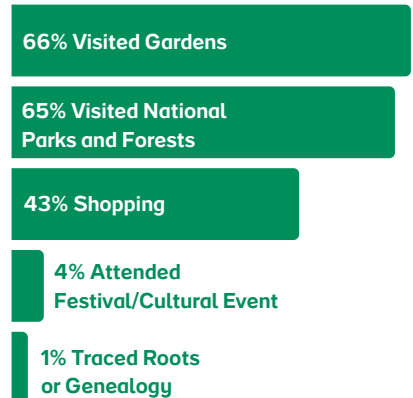 66% Visited Gardens
65% Visited National
Parks and Forests
43% Shopping
4% Attended
Festival/Cultural Event
1% Traced Roots
or Genealogy